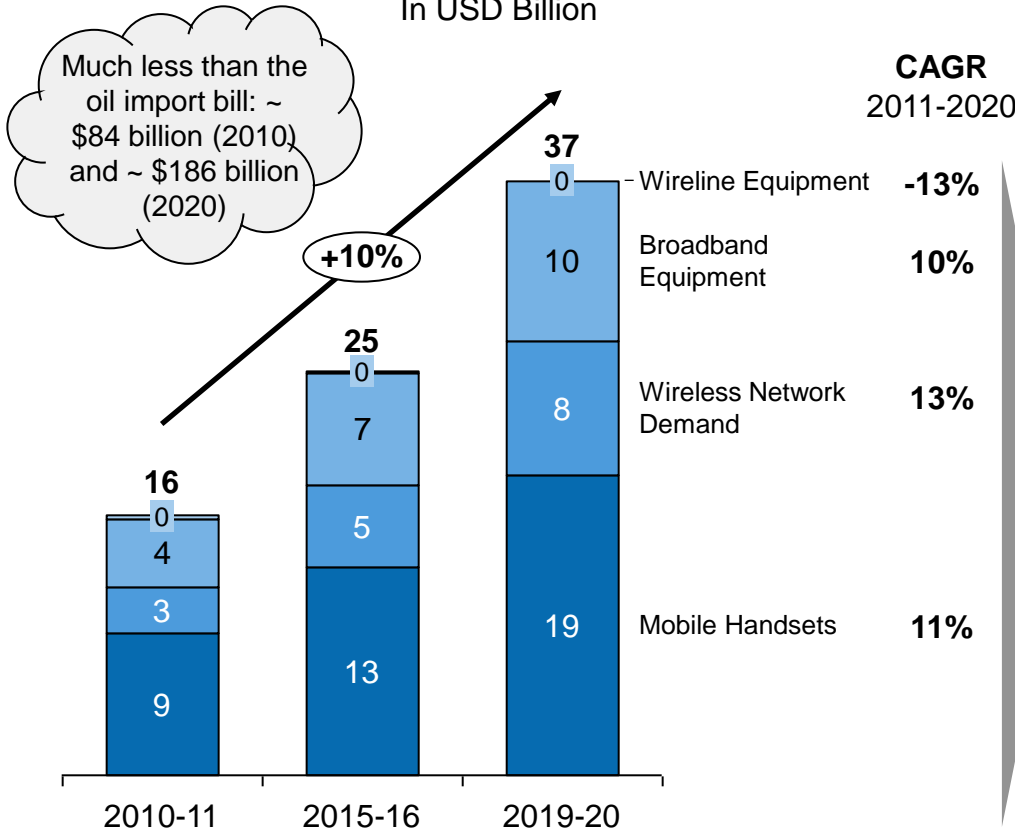 In USD Billion
Much less than the
oil import bill: ~
$84 billion (2010)
and ~ $186 billion
(2020)
CAGR
2011-2020
+10%
37
0
Wireline Equipment
-13%
10
Broadband
Equipment
10%
8
Wireless Network
Demand
13%
19
Mobile Handsets
11%
25
0
7
5
13
16
0
4
3
9
2010-11
2015-16
2019-20